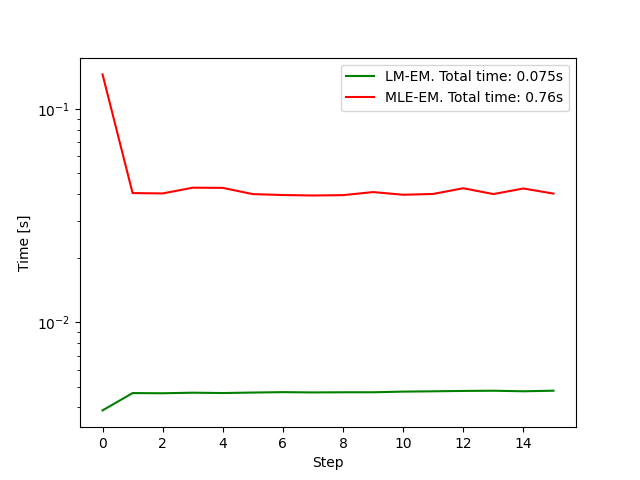 LM-EM. Total time: 0.075s
MLE-EM. Total time: 0.76s
10⁻¹
10⁻²
Time [s]
0 2 4 6 8 10 12 14
Step